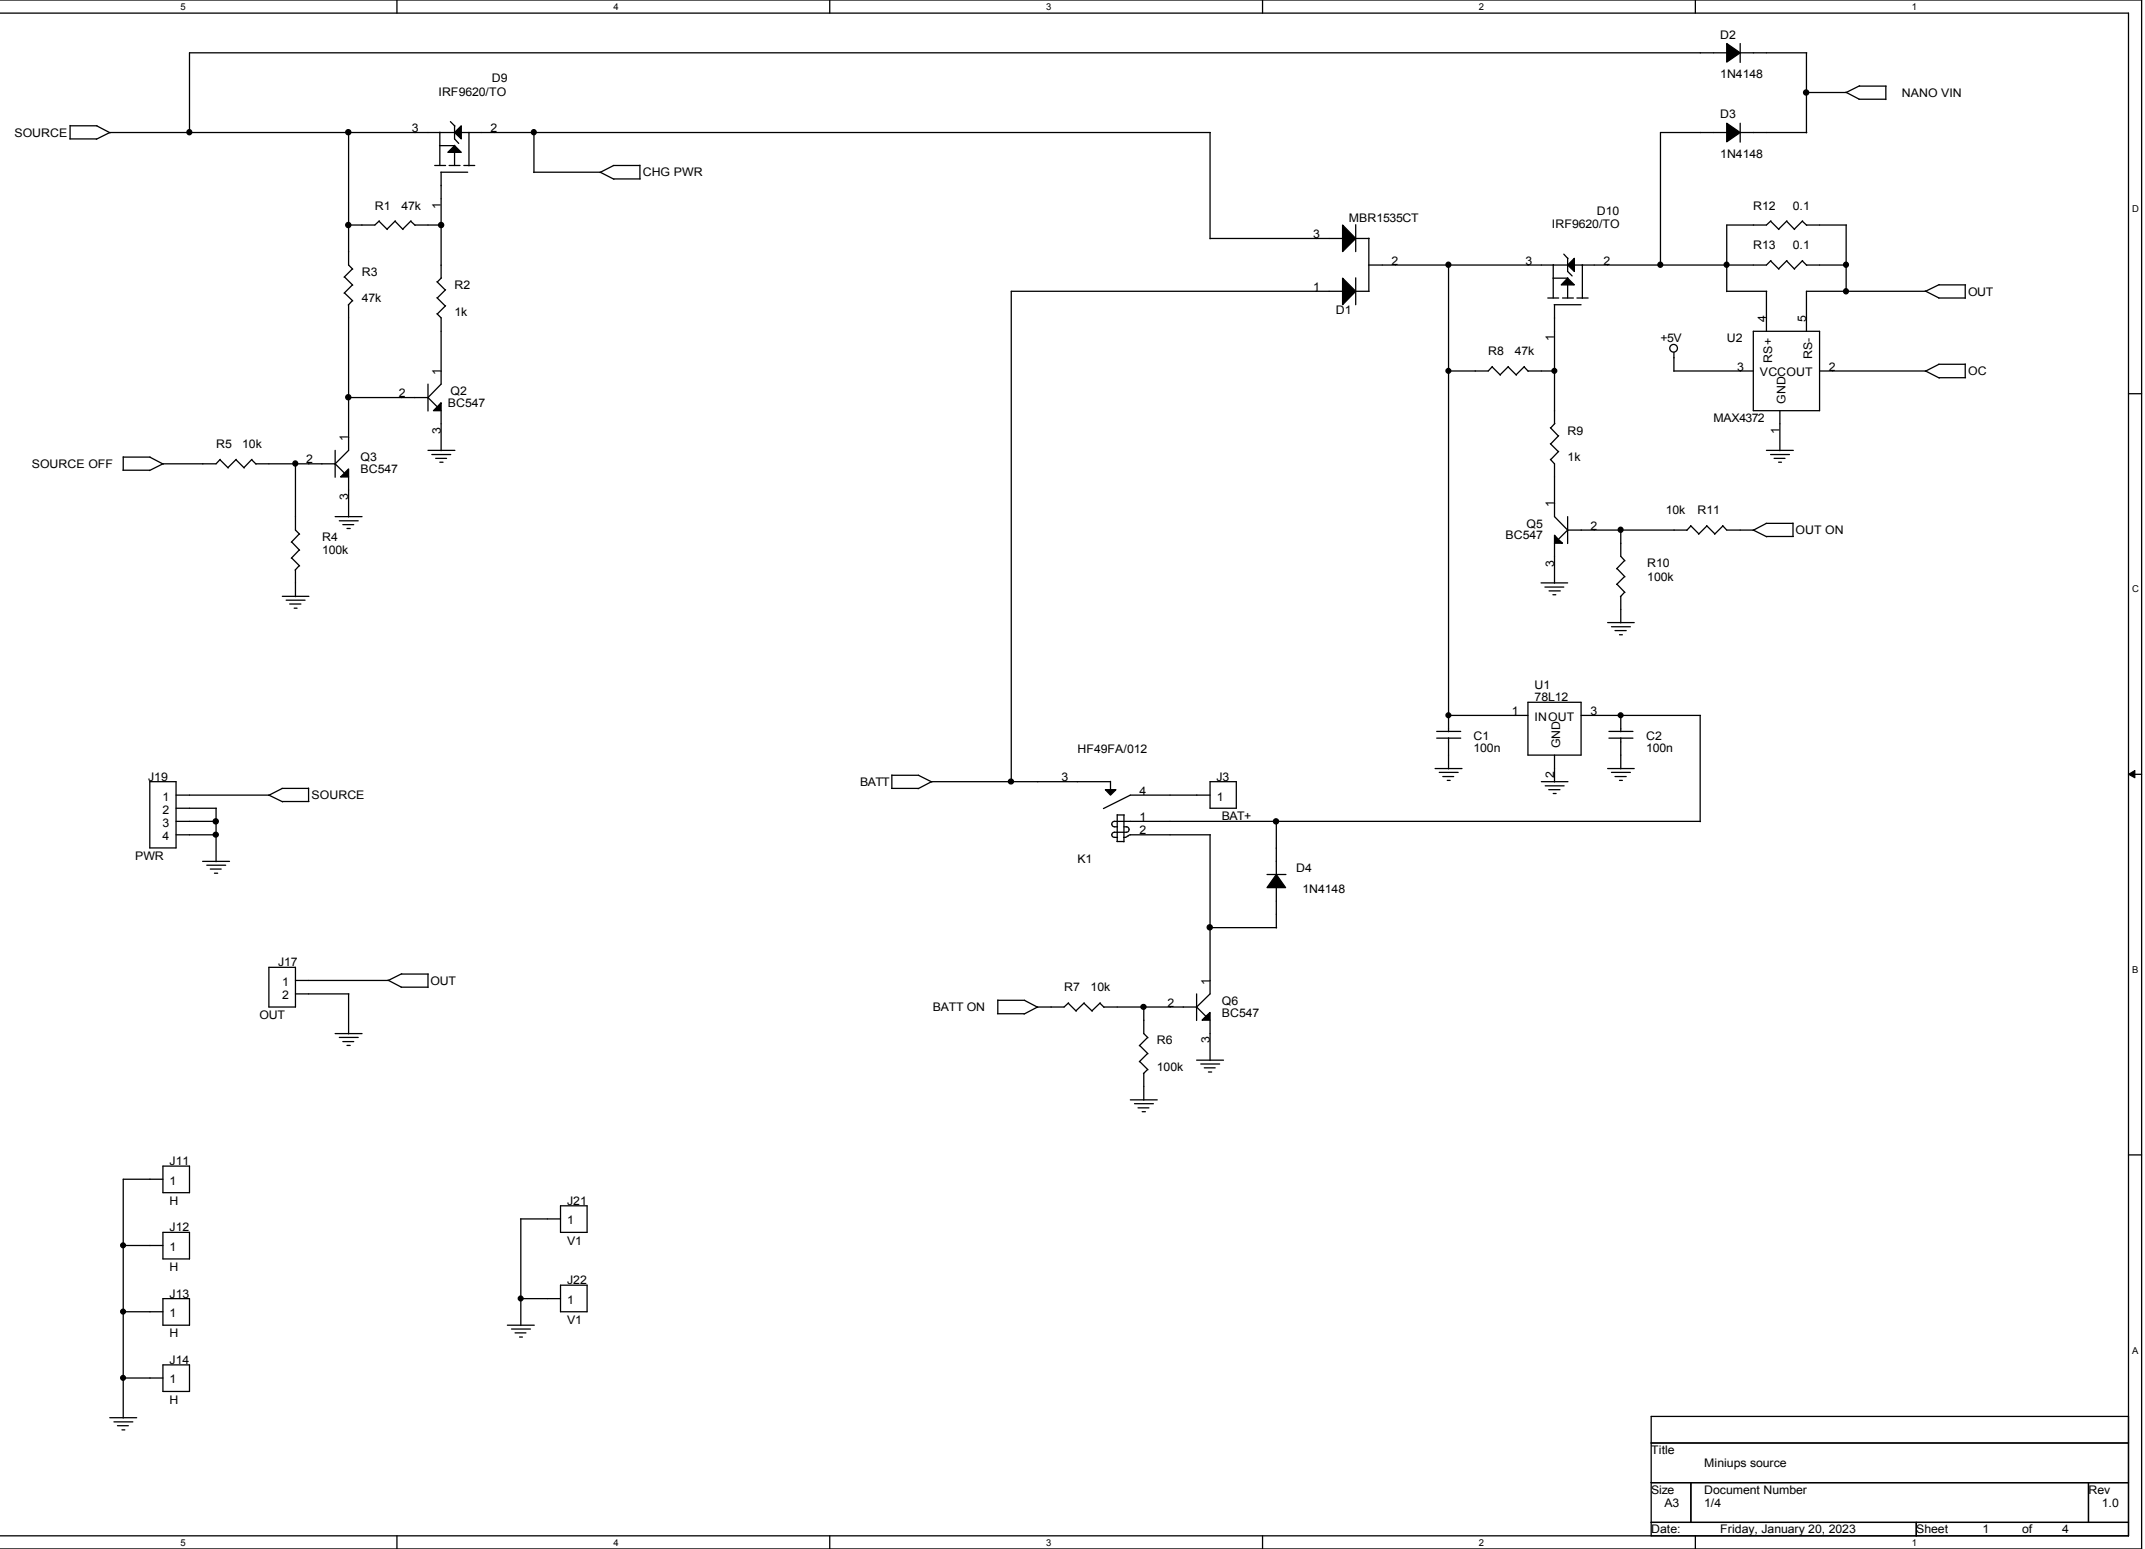 5 4 3 2 1
D2
1N4148
NANO VIN
D3
1N4148
D9
IRF9620/TO
SOURCE
3 2
CHG PWR
R1 47k
1
R3
47k
R2
1k
1
2
Q2
BC547
3
SOURCE OFF
R5 10k
2
1
Q3
BC547
3
R4
100k
MBR1535CT
3
1
2
D1
D10
IRF9620/TO
3 2
1
R8 47k
R9
1k
1
Q5
BC547
2
3
10k R11
OUT ON
R10
100k
R12 0.1
R13 0.1
OUT
+5V
U2
4 5
RS+ RS-
3 VCC OUT 2
GND
1
MAX4372
OC
U1
78L12
1 IN OUT 3
GND
2
C1
100n
C2
100n
HF49FA/012
BATT
3
4
J3
1
BAT+
1
2
K1
D4
1N4148
BATT ON
R7 10k
2
1
Q6
BC547
3
R6
100k
J19
1
2
3
4
PWR
SOURCE
J17
1
2
OUT
OUT
J11
1
H
J12
1
H
J13
1
H
J14
1
H
J21
1
V1
J22
1
V1
D
C
B
A
Title
Miniups source
Size
A3
Document Number
1/4
Rev
1.0
Date: Friday, January 20, 2023 Sheet 1 of 4
5 4 3 2 1